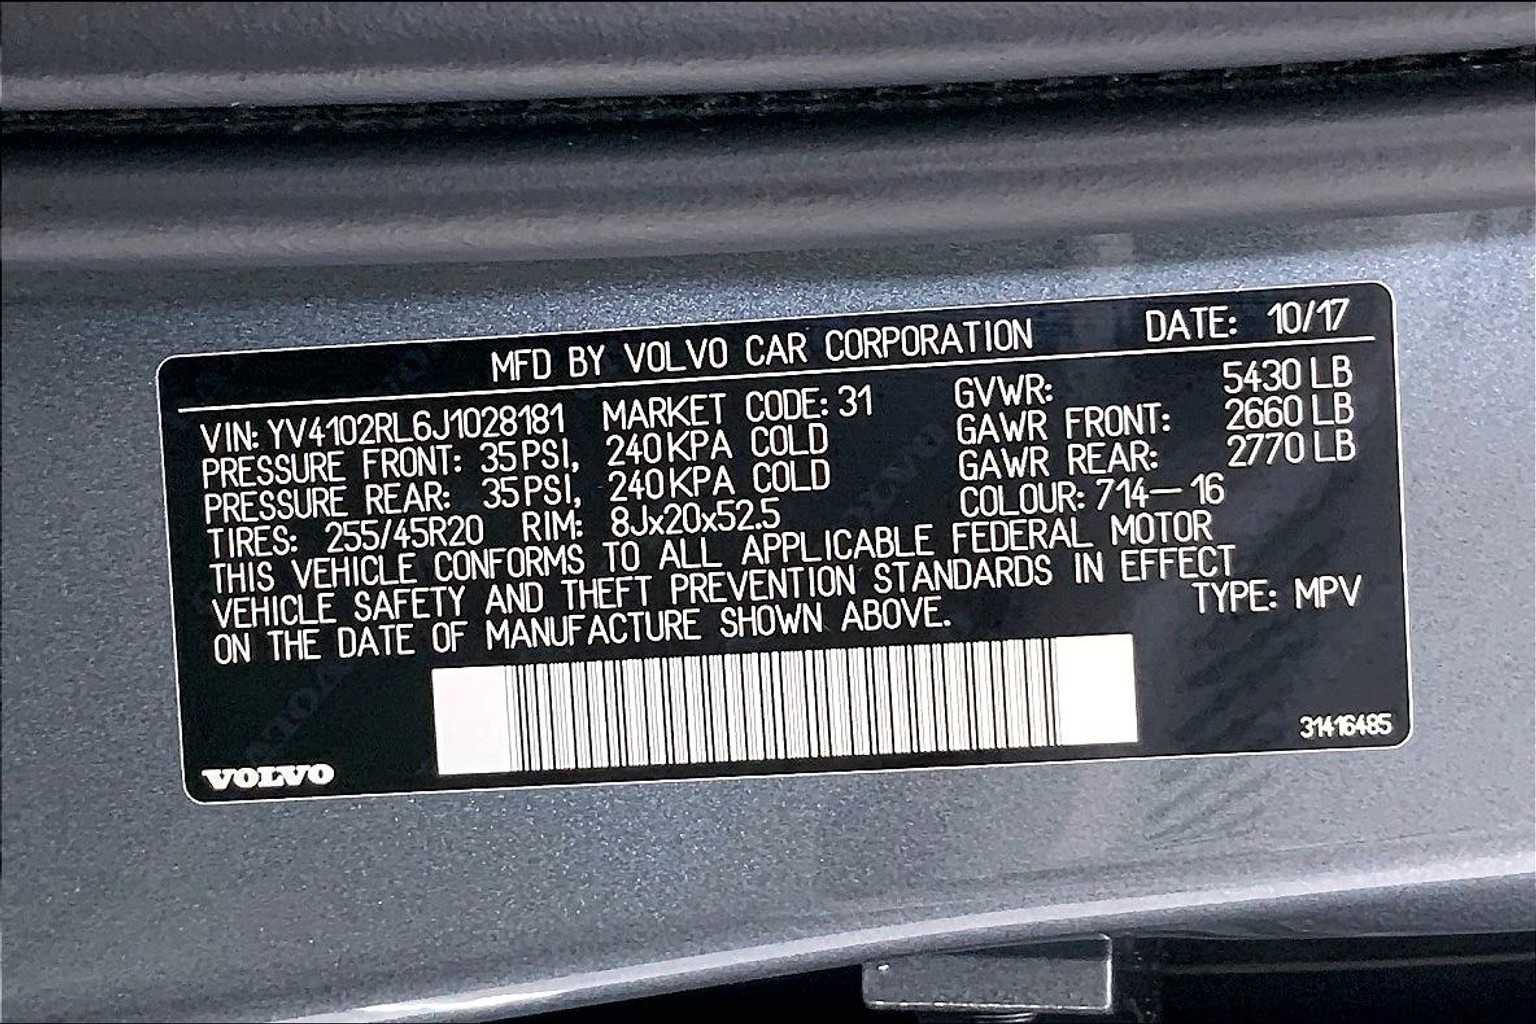 MFD BY VOLVO CAR CORPORATION DATE: 10/17
VIN: YV4102RL6J1028181 MARKET CODE: 31 GVWR: 5430 LB
PRESSURE FRONT: 35 PSI, 240 KPA COLD GAWR FRONT: 2660 LB
PRESSURE REAR: 35 PSI, 240 KPA COLD GAWR REAR: 2770 LB
TIRES: 255/45R20 RIM: 8Jx20x52.5 COLOUR: 714-16
THIS VEHICLE CONFORMS TO ALL APPLICABLE FEDERAL MOTOR
VEHICLE SAFETY AND THEFT PREVENTION STANDARDS IN EFFECT
ON THE DATE OF MANUFACTURE SHOWN ABOVE. TYPE: MPV
31416485
VOLVO